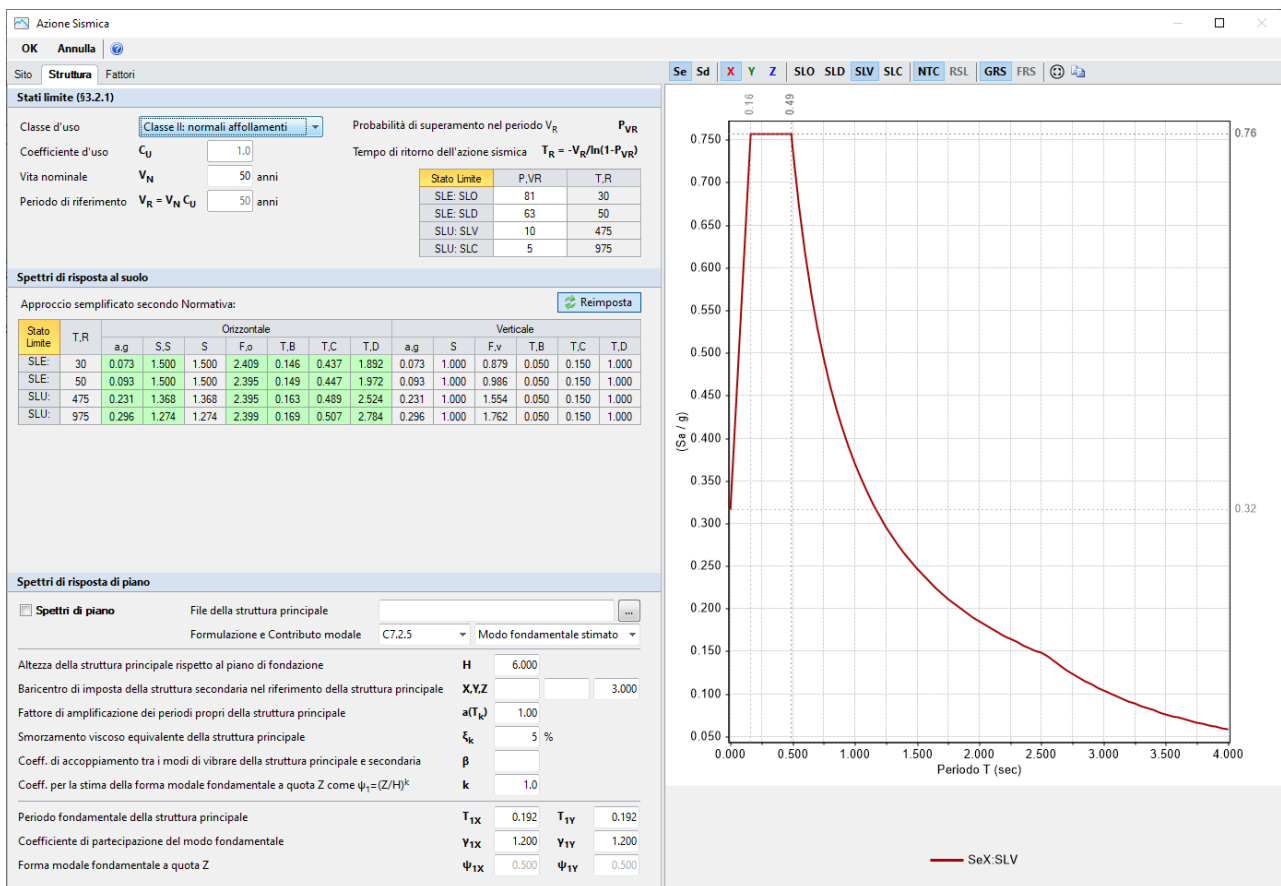 Azione Sismica
OK Annulla
Sito Struttura Fattori
Stati limite (§3.2.1)
Classe d'uso Classe II: normali affollamenti
Coefficiente d'uso CU 1.0
Vita nominale VN 50 anni
Periodo di riferimento VR = VN CU 50 anni
Probabilità di superamento nel periodo VR PVR
Tempo di ritorno dell'azione sismica TR = -VR/ln(1-PVR)
Stato Limite P,VR T,R
SLE: SLO 81 30
SLE: SLD 63 50
SLU: SLV 10 475
SLU: SLC 5 975
Spettri di risposta al suolo
Approccio semplificato secondo Normativa: Reimposta
Stato Limite T,R Orizzontale Verticale
a,g S,S S F,o T,B T,C T,D a,g S F,v T,B T,C T,D
SLE: 30 0.073 1.500 1.500 2.409 0.146 0.437 1.892 0.073 1.000 0.879 0.050 0.150 1.000
SLE: 50 0.093 1.500 1.500 2.395 0.149 0.447 1.972 0.093 1.000 0.986 0.050 0.150 1.000
SLU: 475 0.231 1.368 1.368 2.395 0.163 0.489 2.524 0.231 1.000 1.554 0.050 0.150 1.000
SLU: 975 0.296 1.274 1.274 2.399 0.169 0.507 2.784 0.296 1.000 1.762 0.050 0.150 1.000
Spettri di risposta di piano
Spettri di piano File della struttura principale ...
Formulazione e Contributo modale C7.2.5 Modo fondamentale stimato
Altezza della struttura principale rispetto al piano di fondazione H 6.000
Baricentro di imposta della struttura secondaria nel riferimento della struttura principale X,Y,Z 3.000
Fattore di amplificazione dei periodi propri della struttura principale a(Tk) 1.00
Smorzamento viscoso equivalente della struttura principale ξk 5 %
Coeff. di accoppiamento tra i modi di vibrare della struttura principale e secondaria β
Coeff. per la stima della forma modale fondamentale a quota Z come ψ1=(Z/H)^k k 1.0
Periodo fondamentale della struttura principale T1X 0.192 T1Y 0.192
Coefficiente di partecipazione del modo fondamentale γ1X 1.200 γ1Y 1.200
Forma modale fondamentale a quota Z ψ1X 0.500 ψ1Y 0.500
Se Sd X Y Z SLO SLD SLV SLC NTC RSL GRS FRS
0.16 0.49
0.750
0.76
0.700
0.650
0.600
0.550
0.500
0.450
0.400
0.350
0.300
0.32
0.250
0.200
0.150
0.100
0.050
(Sa / g)
0.000 0.500 1.000 1.500 2.000 2.500 3.000 3.500 4.000
Periodo T (sec)
SeX:SLV